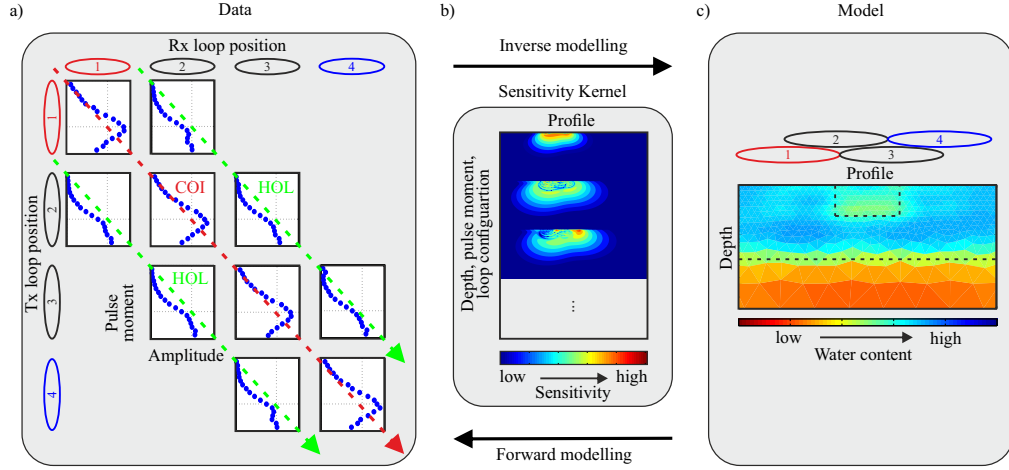 a)
Data
b)
c)
Model
Rx loop position
1
2
3
4
Tx loop position
1
2
3
4
COI
HOL
HOL
Pulse
moment
Amplitude
Inverse modelling
Sensitivity Kernel
Profile
Depth, pulse moment,
loop configuartion
...
low
high
Sensitivity
Forward modelling
2
4
1
3
Profile
Depth
low
high
Water content